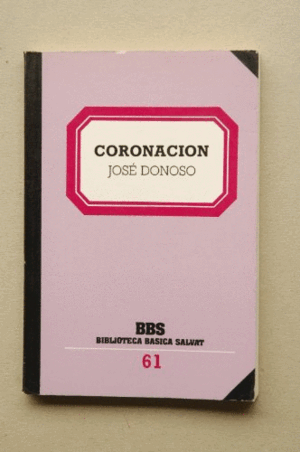 CORONACION
JOSÉ DONOSO
BBS
BIBLIOTECA BASICA SALVAT
61